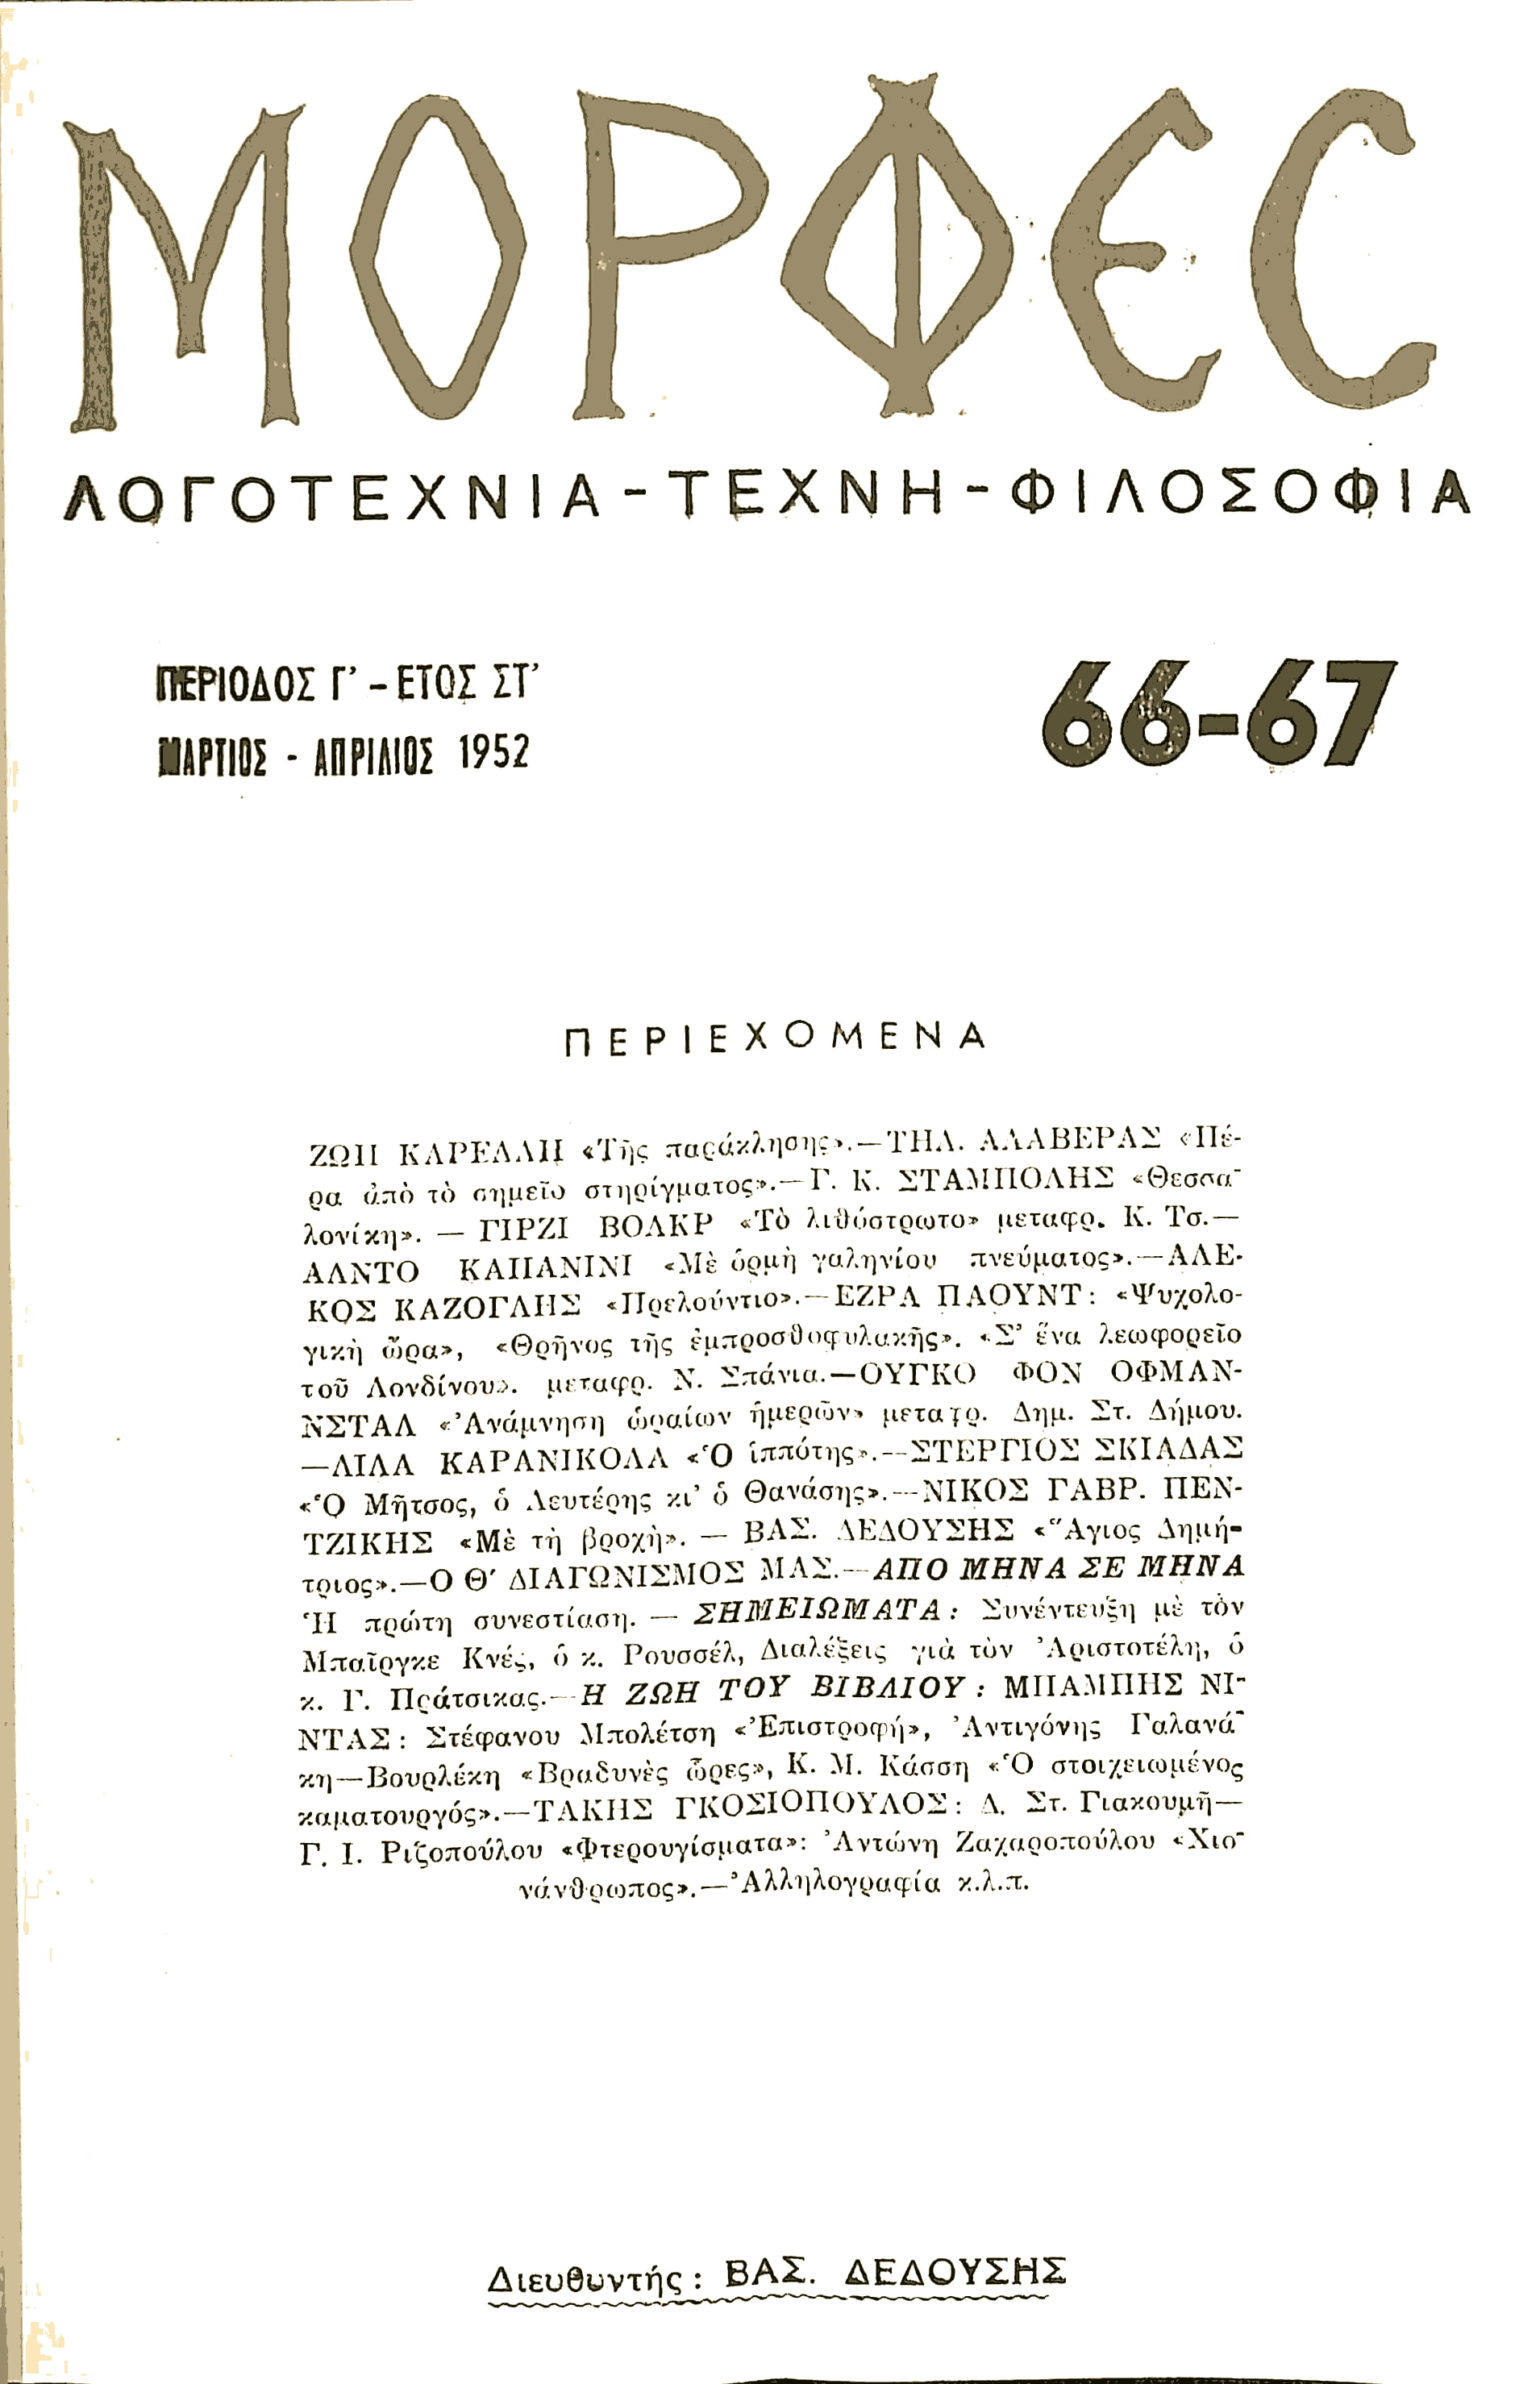 ΜΟΡΦΕC
ΛΟΓΟΤΕΧΝΙΑ - ΤΕΧΝΗ - ΦΙΛΟΣΟΦΙΑ
ΠΕΡΙΟΔΟΣ Γ' - ΕΤΟΣ ΣΤ'
ΜΑΡΤΙΟΣ - ΑΠΡΙΛΙΟΣ 1952
66-67
ΠΕΡΙΕΧΟΜΕΝΑ
ΖΩΗ ΚΑΡΕΛΛΗ «Τῆς παράκλησης».—ΤΗΛ. ΑΛΑΒΕΡΑΣ «Πέ-
ρα ἀπὸ τὸ σημεῖο στηρίγματος».—Γ. Κ. ΣΤΑΜΠΟΛΗΣ «Θεσσα-
λονίκη». — ΓΙΡΖΙ ΒΟΛΚΡ «Τὸ λιθόστρωτο» μεταφρ. Κ. Τσ.—
ΑΛΝΤΟ ΚΑΠΑΝΙΝΙ «Μὲ ὁρμὴ γαληνίου πνεύματος».—ΑΛΕ-
ΚΟΣ ΚΑΖΟΓΛΗΣ «Πρελούντιο».—ΕΖΡΑ ΠΑΟΥΝΤ: «Ψυχολο-
γικὴ ὥρα», «Θρῆνος τῆς ἐμπροσθοφυλακῆς». «Σ' ἕνα λεωφορεῖο
τοῦ Λονδίνου». μεταφρ. Ν. Σπάνια.—ΟΥΓΚΟ ΦΟΝ ΟΦΜΑΝ-
ΝΣΤΑΛ «Ἀνάμνηση ὡραίων ἡμερῶν» μεταφρ. Δημ. Στ. Δήμου.
—ΛΙΛΑ ΚΑΡΑΝΙΚΟΛΑ «Ὁ ἱππότης».—ΣΤΕΡΓΙΟΣ ΣΚΙΑΔΑΣ
«Ὁ Μῆτσος, ὁ Λευτέρης κι' ὁ Θανάσης».—ΝΙΚΟΣ ΓΑΒΡ. ΠΕΝ-
ΤΖΙΚΗΣ «Μὲ τὴ βροχὴ». — ΒΑΣ. ΔΕΔΟΥΣΗΣ «Ἅγιος Δημή-
τριος».—Ο Θ' ΔΙΑΓΩΝΙΣΜΟΣ ΜΑΣ.—ΑΠΟ ΜΗΝΑ ΣΕ ΜΗΝΑ
Ἡ πρώτη συνεστίαση. — ΣΗΜΕΙΩΜΑΤΑ: Συνέντευξη μὲ τὸν
Μπαῖργκε Κνές, ὁ κ. Ρουσσέλ, Διαλέξεις γιὰ τὸν Ἀριστοτέλη, ὁ
κ. Γ. Πράτσικας.—Η ΖΩΗ ΤΟΥ ΒΙΒΛΙΟΥ: ΜΠΑΜΠΗΣ ΝΙ-
ΝΤΑΣ: Στέφανου Μπολέτση «Ἐπιστροφή», Ἀντιγόνης Γαλανά-
κη—Βουρλέκη «Βραδυνὲς ὧρες», Κ. Μ. Κάσση «Ὁ στοιχειωμένος
καματουργός».—ΤΑΚΗΣ ΓΚΟΣΙΟΠΟΥΛΟΣ: Δ. Στ. Γιακουμῆ—
Γ. Ι. Ριζοπούλου «Φτερουγίσματα»: Ἀντώνη Ζαχαροπούλου «Χιο-
νάνθρωπος».—Ἀλληλογραφία κ.λ.π.
Διευθυντής: ΒΑΣ. ΔΕΔΟΥΣΗΣ